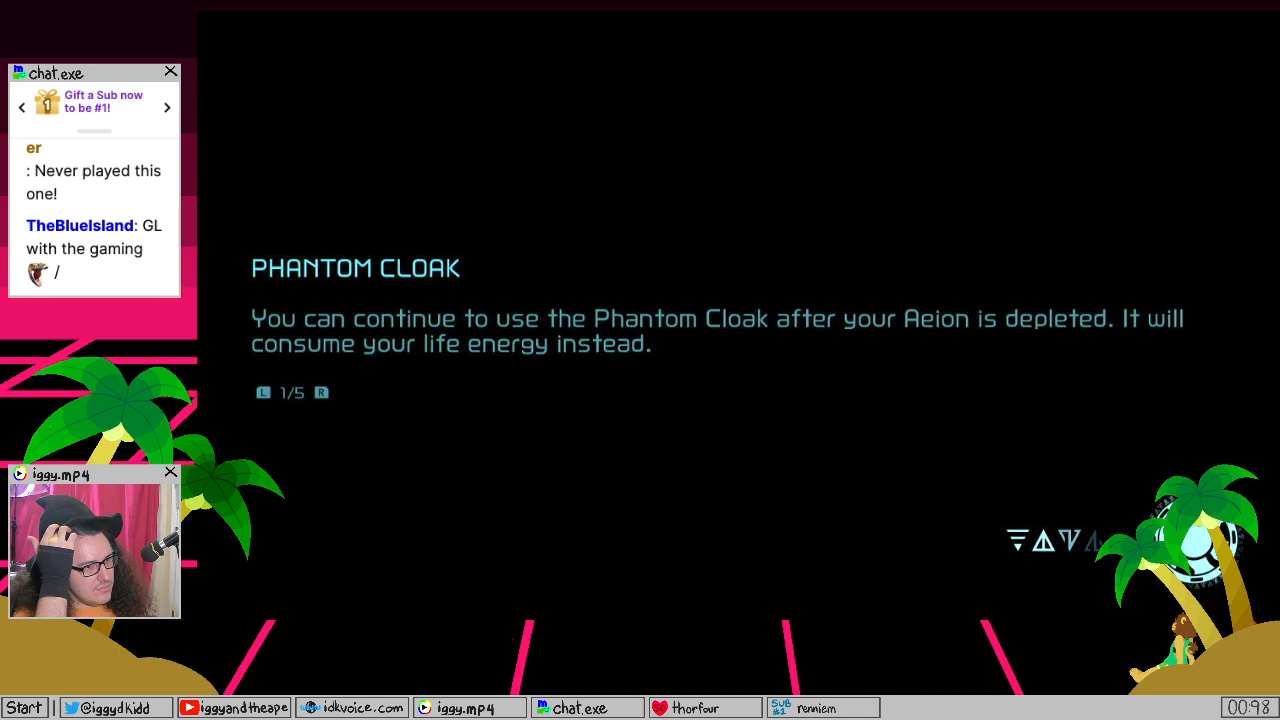 chat.exe
Gift a Sub now
to be #1!
1
er
: Never played this
one!
TheBlueIsland: GL
with the gaming
/
PHANTOM CLOAK
You can continue to use the Phantom Cloak after your Aeion is depleted. It will
consume your life energy instead.
L 1/5 R
iggy.mp4
Start | @iggydkidd iggyandtheape www idkvoice.com iggy.mp4 chat.exe thorfour SUB #2 renniem 00:98